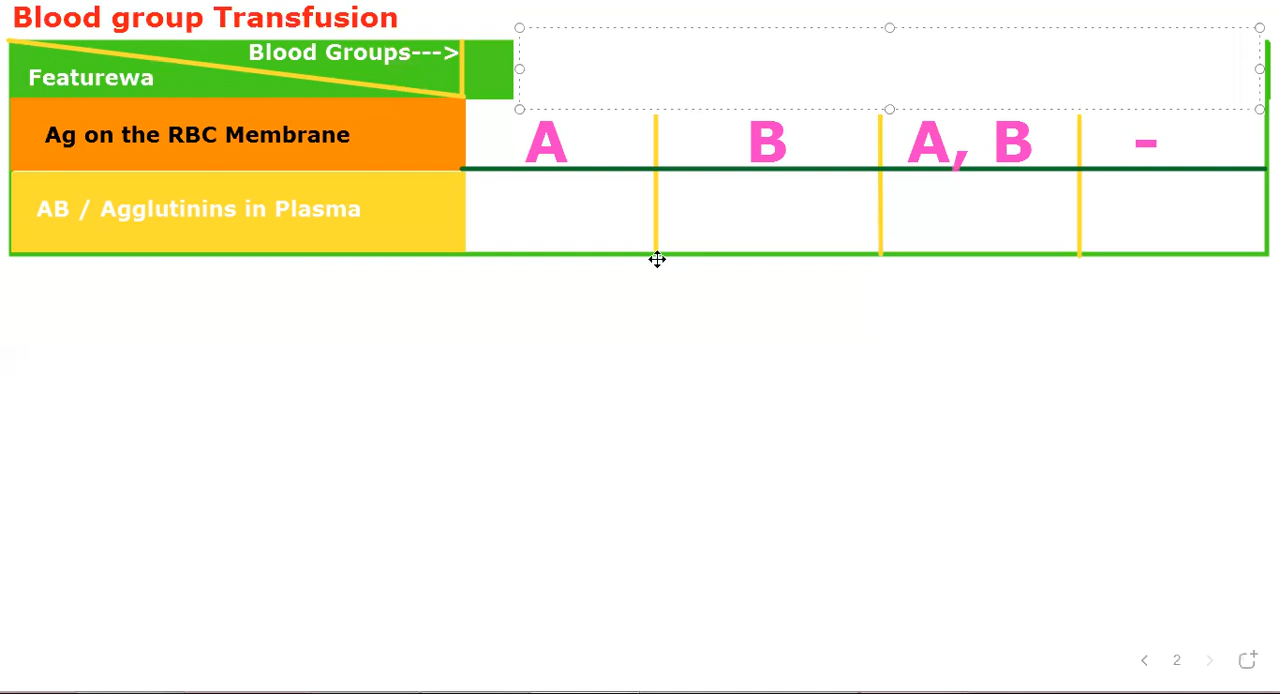 Blood group Transfusion
Blood Groups--->
Featurewa
Ag on the RBC Membrane A B A, B -
AB / Agglutinins in Plasma
2